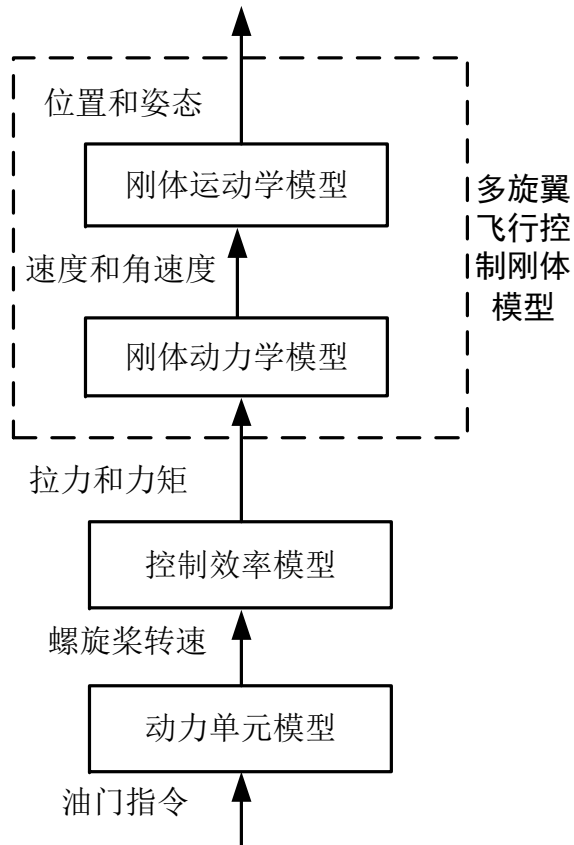 位置和姿态
刚体运动学模型
多旋翼
飞行控
制刚体
模型
速度和角速度
刚体动力学模型
拉力和力矩
控制效率模型
螺旋桨转速
动力单元模型
油门指令